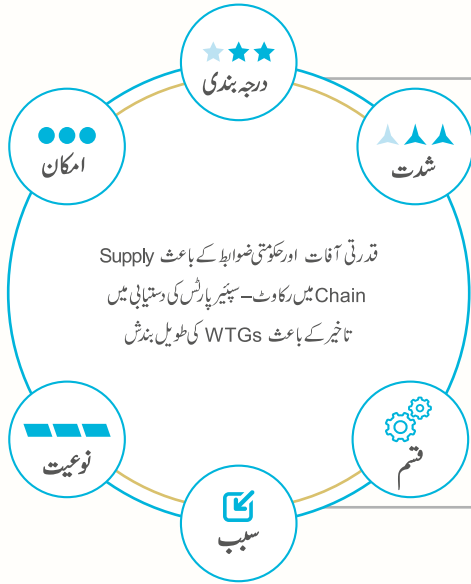 درجہ بندی
امکان
شدت
قدرتی آفات اور حکومتی ضوابط کے باعث Supply
Chain میں رکاوٹ – سپئیر پارٹس کی دستیابی میں
تاخیر کے باعث WTGs کی طویل بندش
نوعیت
قسم
سبب